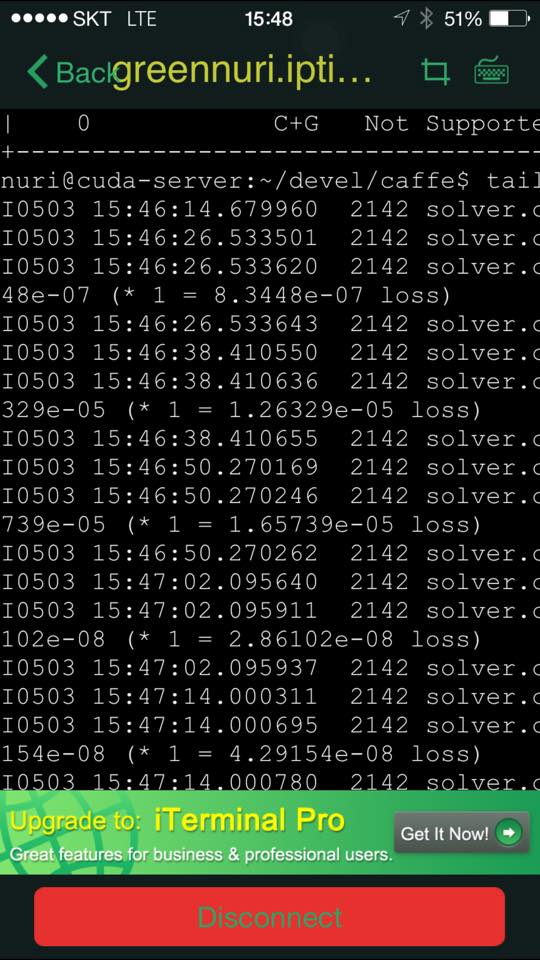 ●●●●● SKT LTE 15:48 51%
Back greennuri.ipti...
| 0 C+G Not Supporte
+-----------------------------------
nuri@cuda-server:~/devel/caffe$ tail
I0503 15:46:14.679960 2142 solver.c
I0503 15:46:26.533501 2142 solver.c
I0503 15:46:26.533620 2142 solver.c
48e-07 (* 1 = 8.3448e-07 loss)
I0503 15:46:26.533643 2142 solver.c
I0503 15:46:38.410550 2142 solver.c
I0503 15:46:38.410636 2142 solver.c
329e-05 (* 1 = 1.26329e-05 loss)
I0503 15:46:38.410655 2142 solver.c
I0503 15:46:50.270169 2142 solver.c
I0503 15:46:50.270246 2142 solver.c
739e-05 (* 1 = 1.65739e-05 loss)
I0503 15:46:50.270262 2142 solver.c
I0503 15:47:02.095640 2142 solver.c
I0503 15:47:02.095911 2142 solver.c
102e-08 (* 1 = 2.86102e-08 loss)
I0503 15:47:02.095937 2142 solver.c
I0503 15:47:14.000311 2142 solver.c
I0503 15:47:14.000695 2142 solver.c
154e-08 (* 1 = 4.29154e-08 loss)
I0503 15:47:14.000780 2142 solver.c
Upgrade to: iTerminal Pro
Great features for business & professional users.
Get It Now!
Disconnect